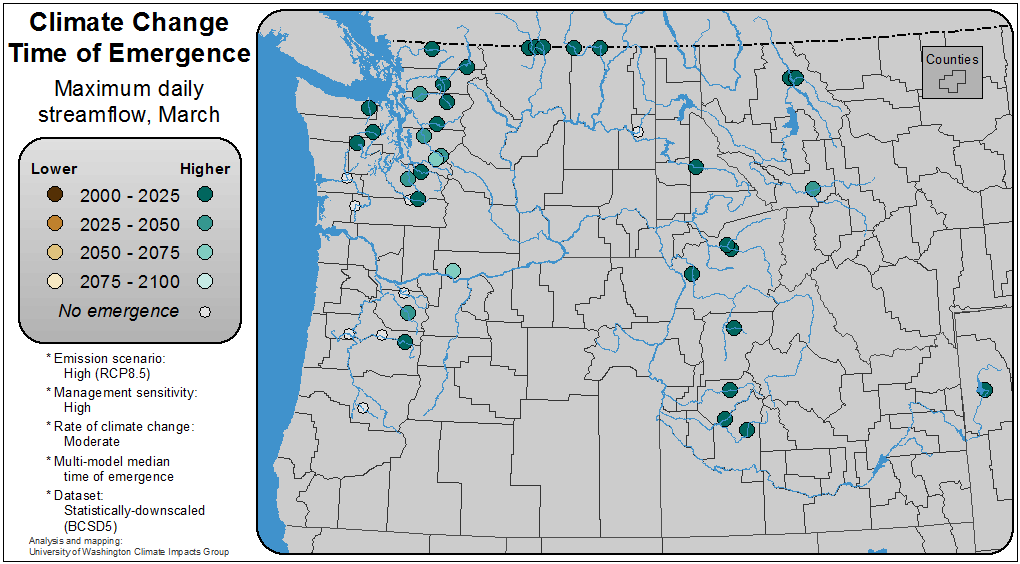 Climate Change
Time of Emergence
Maximum daily
streamflow, March
Lower Higher
2000 - 2025
2025 - 2050
2050 - 2075
2075 - 2100
No emergence
* Emission scenario:
High (RCP8.5)
* Management sensitivity:
High
* Rate of climate change:
Moderate
* Multi-model median
time of emergence
* Dataset:
Statistically-downscaled
(BCSD5)
Analysis and mapping:
University of Washington Climate Impacts Group
Counties